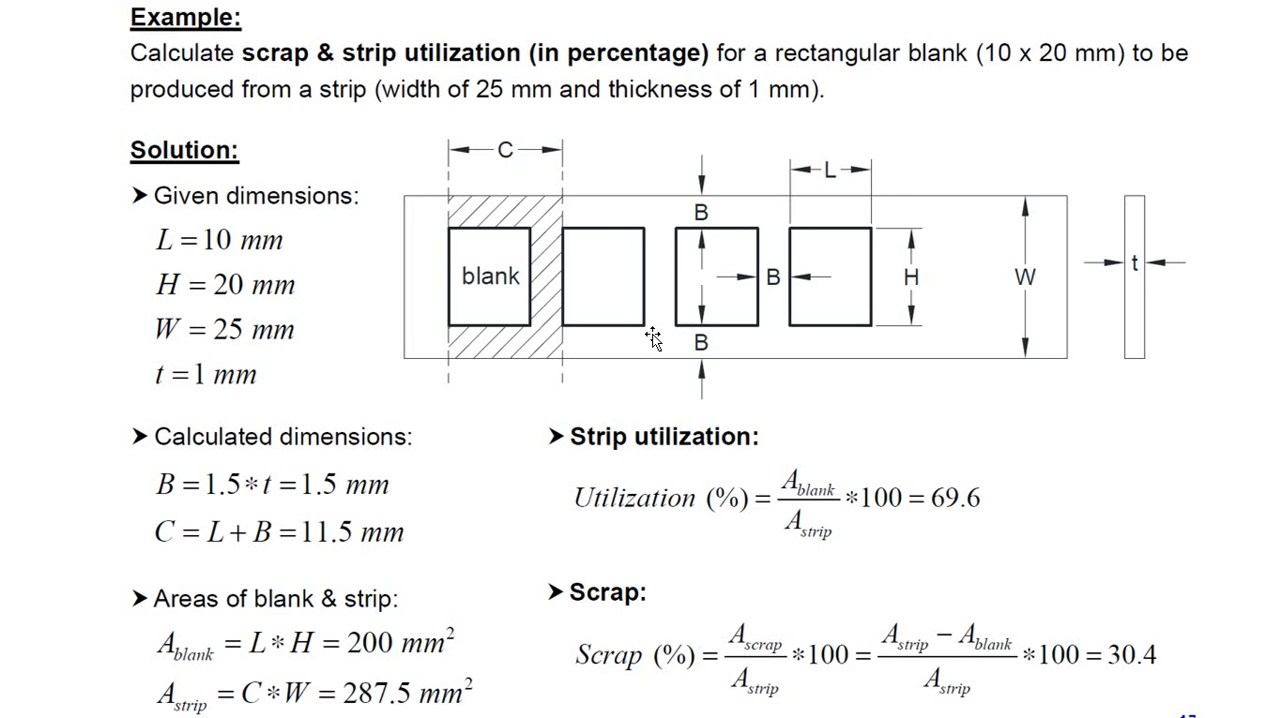 Example:
Calculate scrap & strip utilization (in percentage) for a rectangular blank (10 x 20 mm) to be
produced from a strip (width of 25 mm and thickness of 1 mm).
Solution:
➤ Given dimensions:
L = 10 mm
H = 20 mm
W = 25 mm
t = 1 mm
C
L
B
blank
B
H
W
t
B
➤ Calculated dimensions:
B = 1.5 * t = 1.5 mm
C = L + B = 11.5 mm
➤ Areas of blank & strip:
A_blank = L * H = 200 mm²
A_strip = C * W = 287.5 mm²
➤ Strip utilization:
Utilization (%) = A_blank / A_strip * 100 = 69.6
➤ Scrap:
Scrap (%) = A_scrap / A_strip * 100 = A_strip − A_blank / A_strip * 100 = 30.4